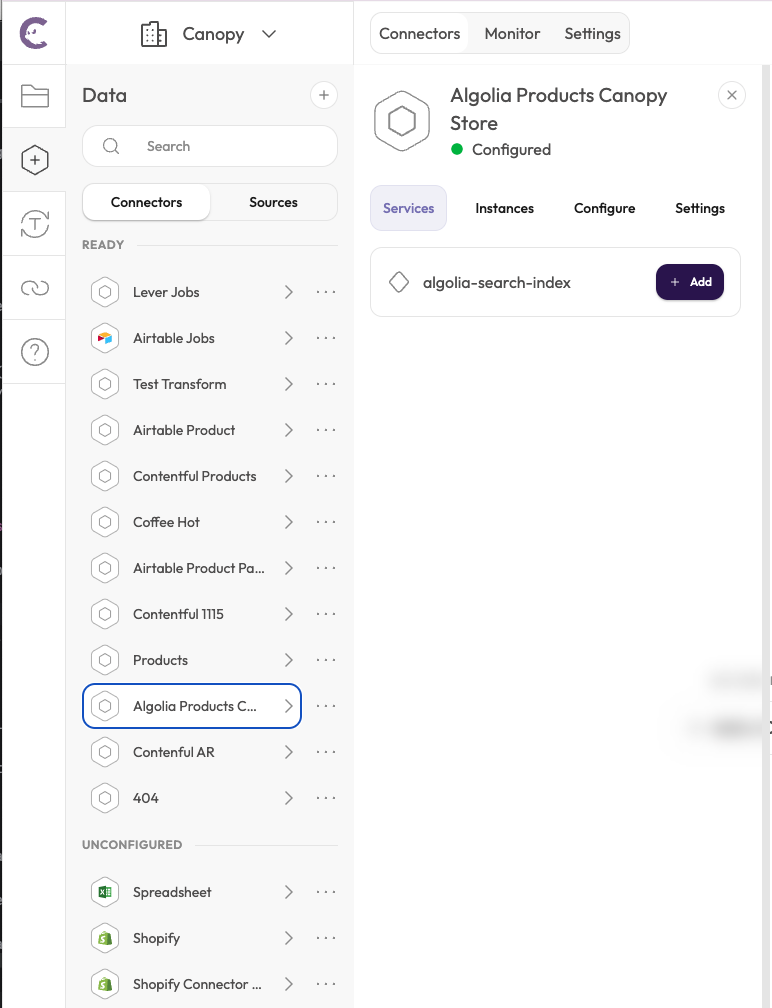 Canopy
Connectors
Monitor
Settings
Data
Search
Connectors
Sources
READY
Lever Jobs
Airtable Jobs
Test Transform
Airtable Product
Contentful Products
Coffee Hot
Airtable Product Pa...
Contentful 1115
Products
Algolia Products C...
Contenful AR
404
UNCONFIGURED
Spreadsheet
Shopify
Shopify Connector ...
Algolia Products Canopy
Store
Configured
Services
Instances
Configure
Settings
algolia-search-index
+ Add